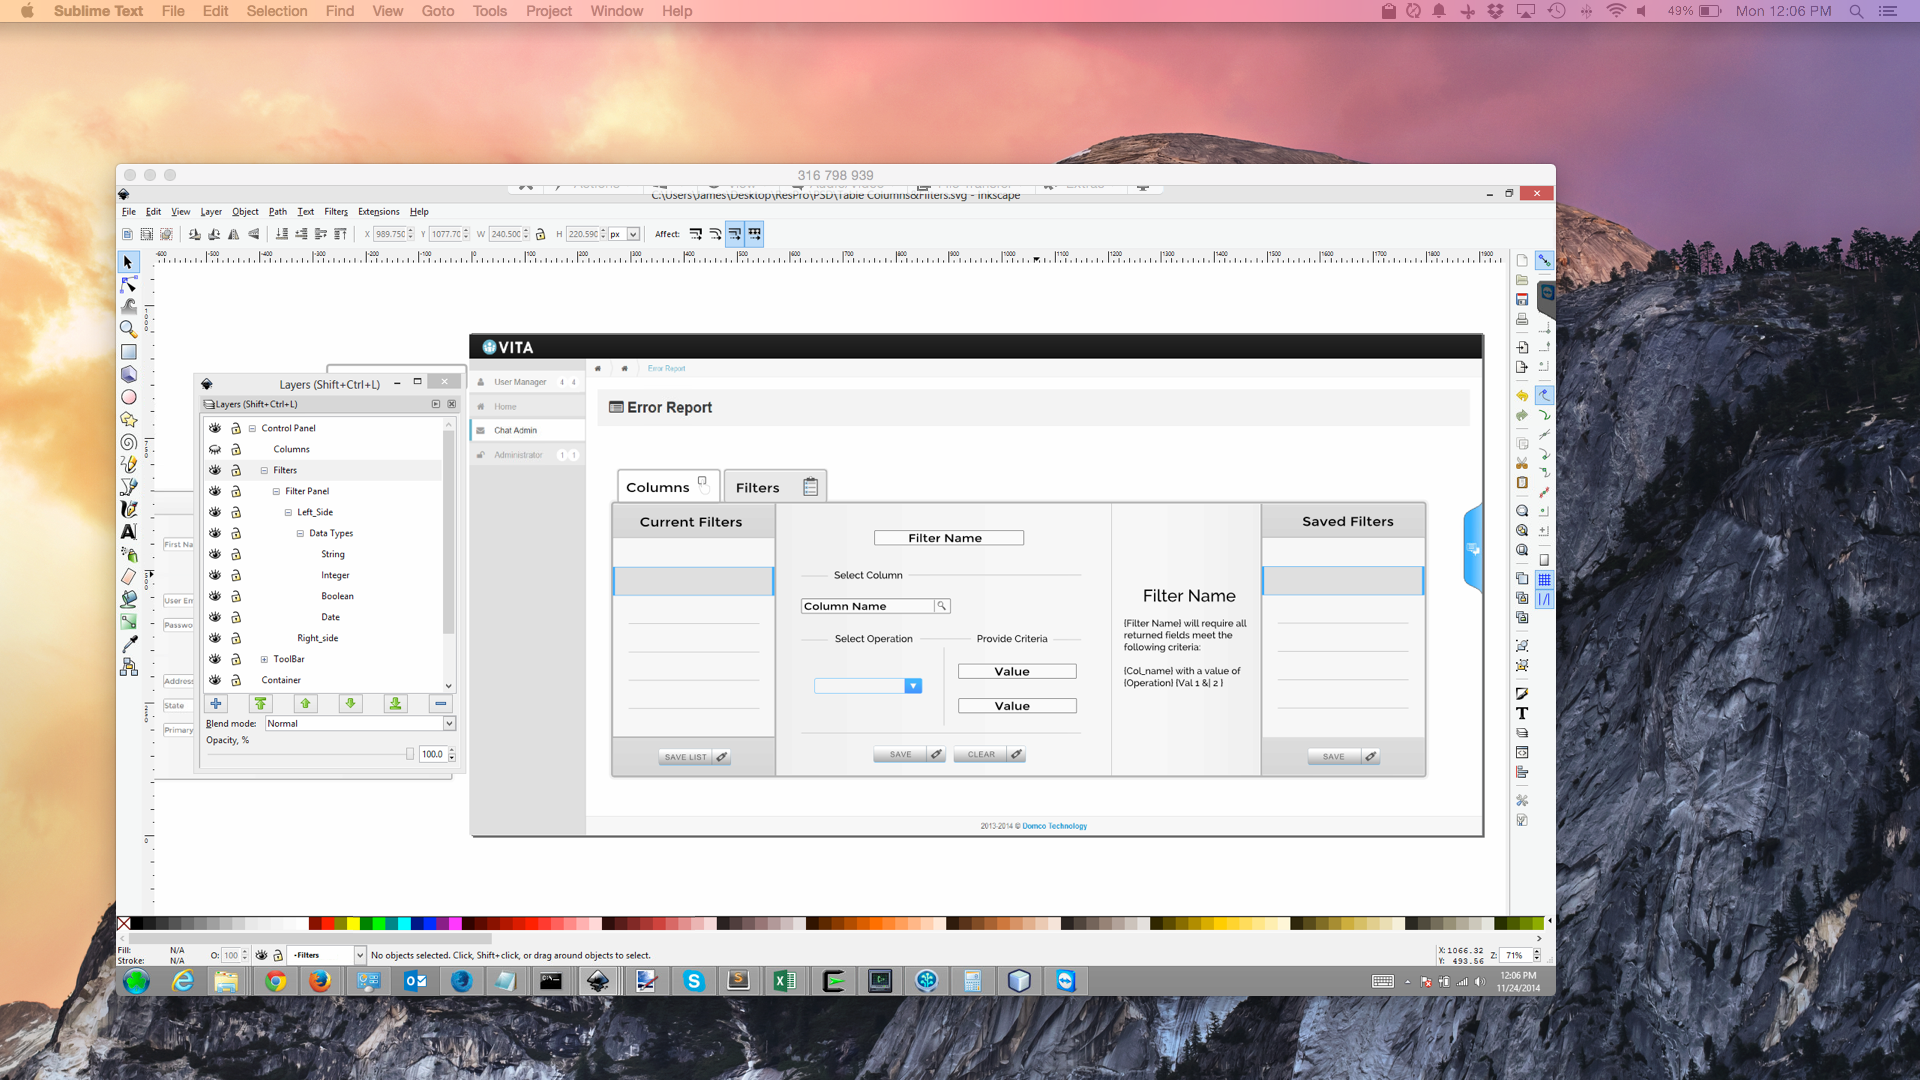 Sublime Text File Edit Selection Find View Goto Tools Project Window Help
49% Mon 12:06 PM
316 798 939
C:\Users\James\Desktop\ResPro\PSD\Table Columns&Filters.svg - Inkscape
File Edit View Layer Object Path Text Filters Extensions Help
X 989.750 Y 1077.70 W 240.500 H 220.590 px Affect:
VITA
User Manager 4 4
Home
Chat Admin
Administrator 1 1
Error Report
Error Report
Layers (Shift+Ctrl+L)
Layers (Shift+Ctrl+L)
Control Panel
Columns
Filters
Filter Panel
Left_Side
Data Types
String
Integer
Boolean
Date
Right_side
ToolBar
Container
Blend mode: Normal
Opacity, %
100.0
First Na
User Em
Passwo
Address
State
Primary
Columns Filters
Current Filters
SAVE LIST
Filter Name
Select Column
Column Name
Select Operation Provide Criteria
Value
Value
SAVE CLEAR
Filter Name
{Filter Name} will require all
returned fields meet the
following criteria:
{Col_name} with a value of
{Operation} {Val 1 &| 2 }
Saved Filters
SAVE
2013-2014 © Domco Technology
Fill: N/A
Stroke: N/A
O: 100
•Filters
No objects selected. Click, Shift+click, or drag around objects to select.
X: 1066.32
Y: 493.56
Z: 71%
12:06 PM
11/24/2014